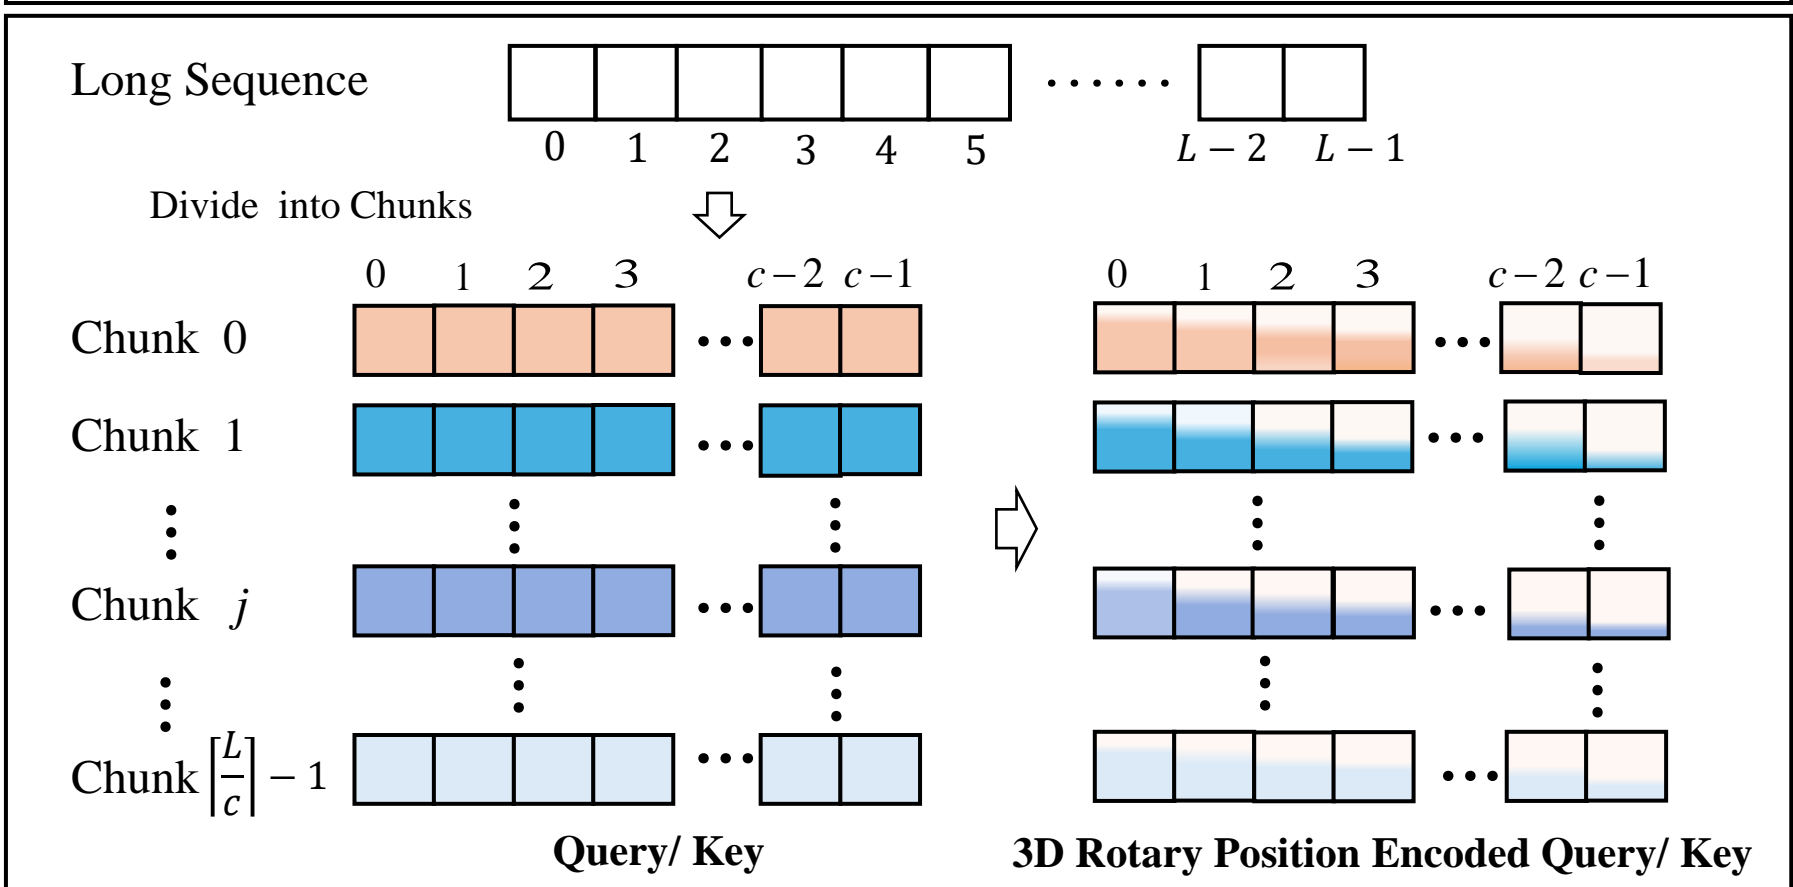 Long Sequence
0 1 2 3 4 5 ⋯⋯ L − 2 L − 1
Divide into Chunks
0 1 2 3 c−2 c−1 0 1 2 3 c−2 c−1
Chunk 0
Chunk 1
Chunk j
Chunk ⌈L/c⌉ − 1
Query/ Key
3D Rotary Position Encoded Query/ Key